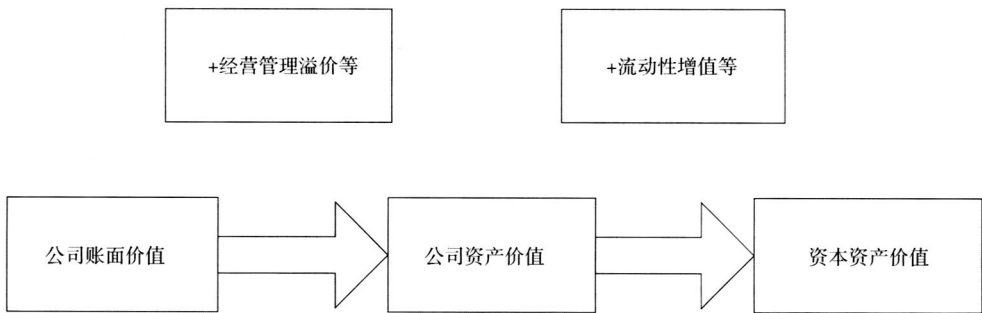 +经营管理溢价等
+流动性增值等
公司账面价值
公司资产价值
资本资产价值